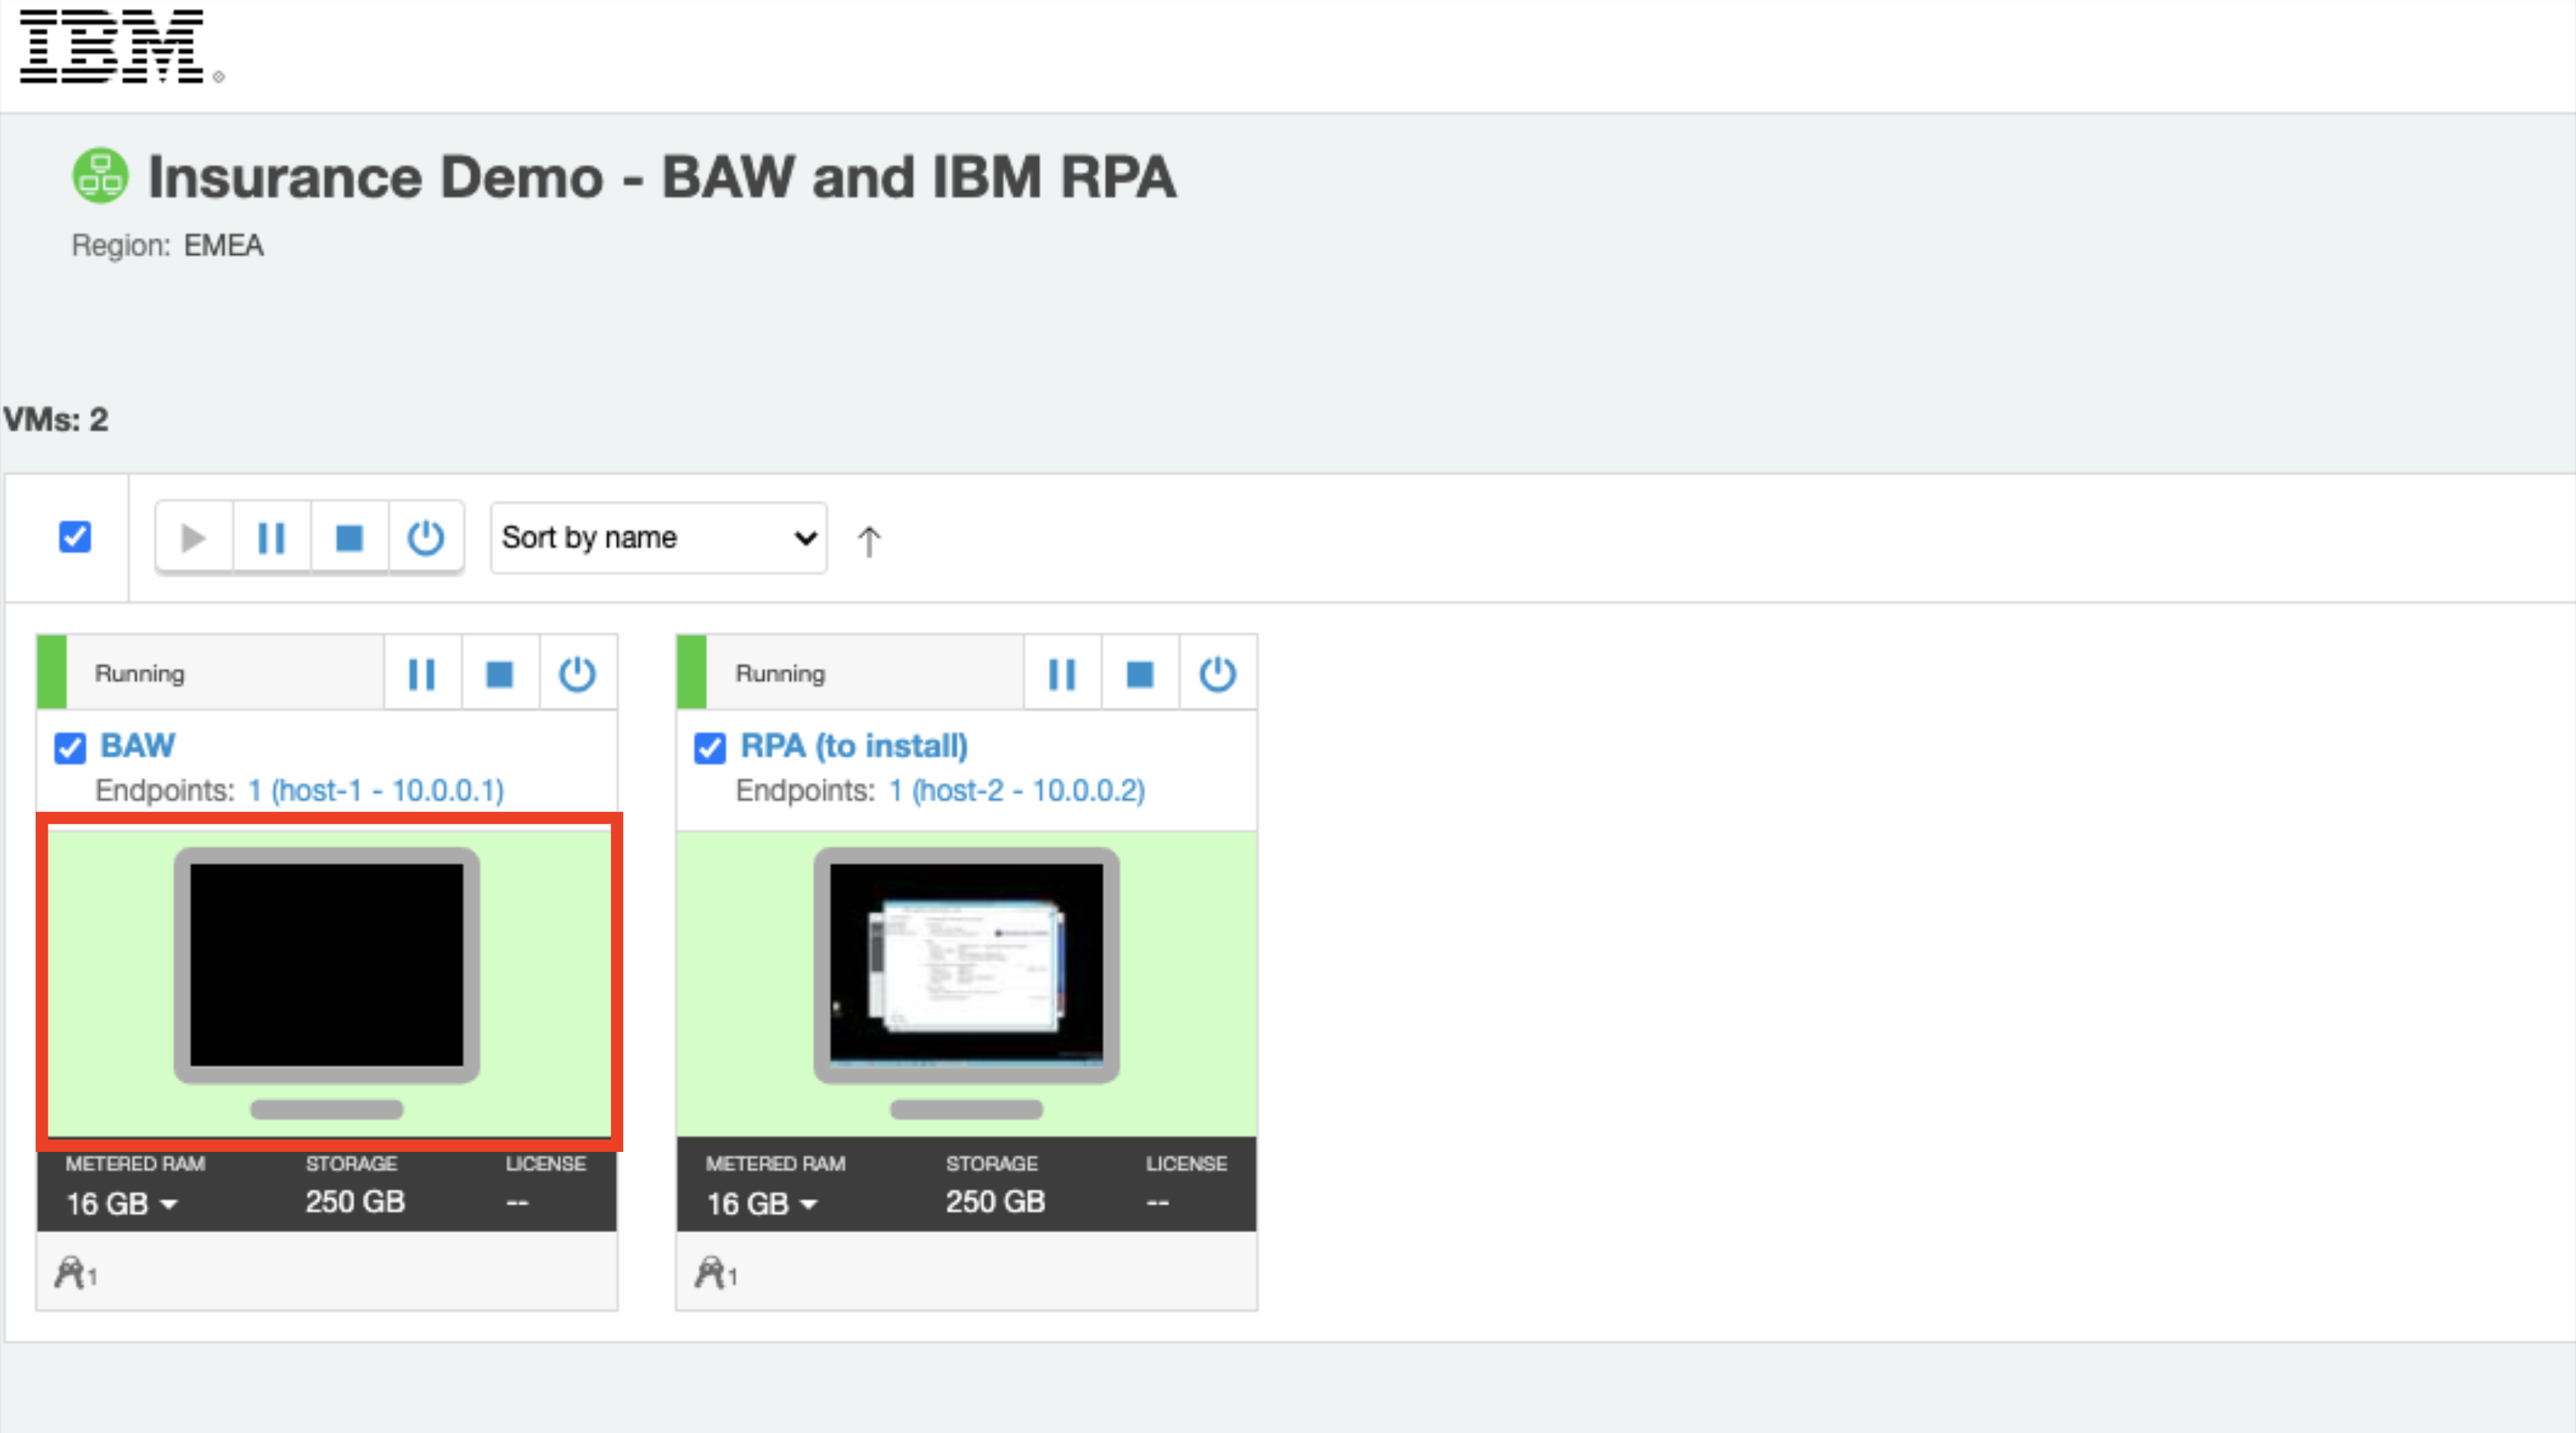 IBM
Insurance Demo - BAW and IBM RPA
Region: EMEA
VMs: 2
Sort by name
Running
BAW
Endpoints: 1 (host-1 - 10.0.0.1)
METERED RAM STORAGE LICENSE
16 GB 250 GB --
1
Running
RPA (to install)
Endpoints: 1 (host-2 - 10.0.0.2)
METERED RAM STORAGE LICENSE
16 GB 250 GB --
1